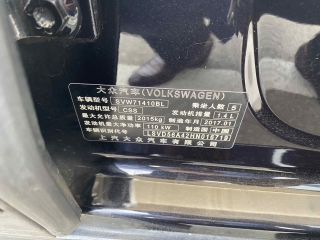 大众汽车(VOLKSWAGEN)
车辆型号 SVW71410BL 乘坐人数 5
发动机型号 C9S 发动机排量 1.4L
最大允许总质量 2015kg 制造年月 2017.01
发动机最大净功率 110kW 制造国 中国
车辆识别代号 LSVD56A42HN018718
上汽大众汽车有限公司